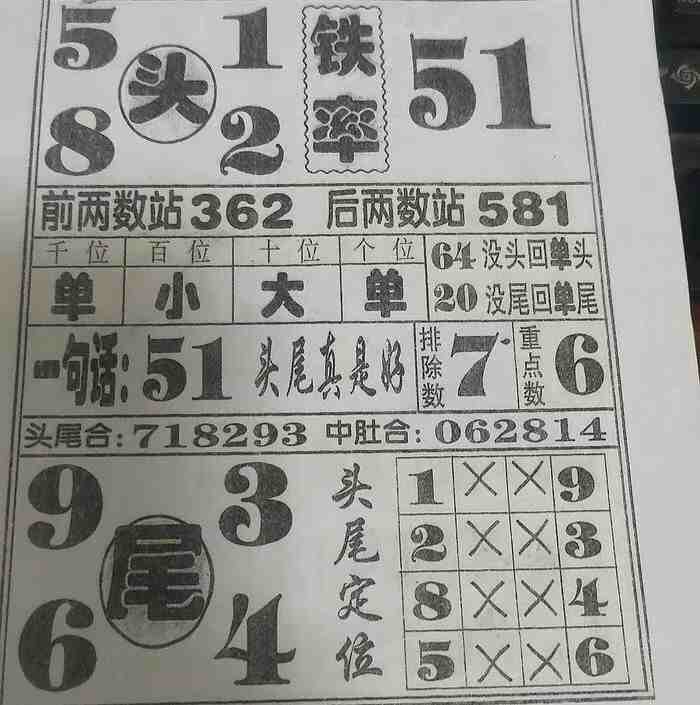 5 头 1 铁率 51
8 2
前两数站 362 后两数站 581
千位 百位 十位 个位 64 没头回单头
单 小 大 单 20 没尾回单尾
一句话: 51 头尾真是好 排除数 7 重点数 6
头尾合: 718293 中肚合: 062814
9 尾 3 头尾定位
6 4
1 × × 9
2 × × 3
8 × × 4
5 × × 6